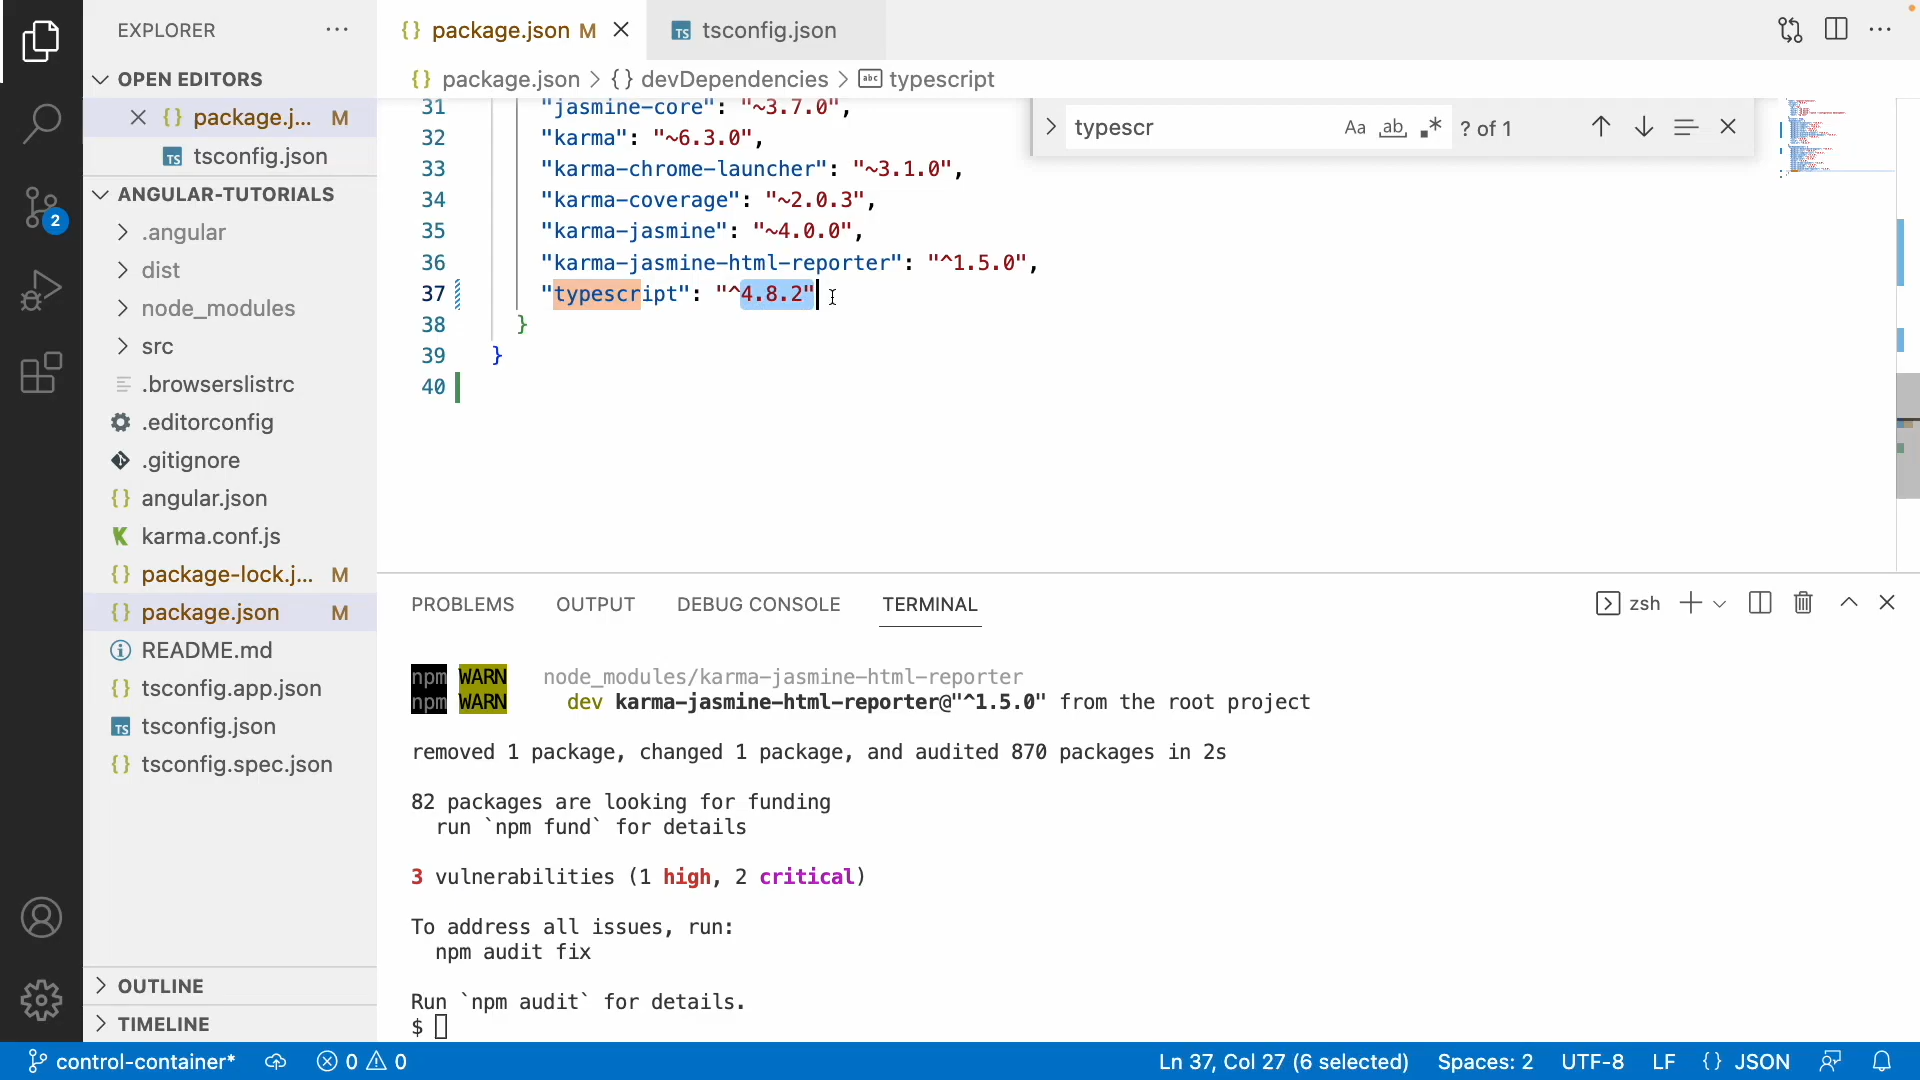 EXPLORER
OPEN EDITORS
package.j... M
tsconfig.json
ANGULAR-TUTORIALS
.angular
dist
node_modules
src
.browserslistrc
.editorconfig
.gitignore
angular.json
karma.conf.js
package-lock.j... M
package.json M
README.md
tsconfig.app.json
tsconfig.json
tsconfig.spec.json
OUTLINE
TIMELINE
2
package.json M
tsconfig.json
package.json > {} devDependencies > abc typescript
31 "jasmine-core": "~3.7.0",
32 "karma": "~6.3.0",
33 "karma-chrome-launcher": "~3.1.0",
34 "karma-coverage": "~2.0.3",
35 "karma-jasmine": "~4.0.0",
36 "karma-jasmine-html-reporter": "^1.5.0",
37 "typescript": "^4.8.2"
38 }
39 }
40
typescr Aa ab .* ? of 1
PROBLEMS OUTPUT DEBUG CONSOLE TERMINAL
zsh
npm WARN node_modules/karma-jasmine-html-reporter
npm WARN dev karma-jasmine-html-reporter@"^1.5.0" from the root project
removed 1 package, changed 1 package, and audited 870 packages in 2s
82 packages are looking for funding
run `npm fund` for details
3 vulnerabilities (1 high, 2 critical)
To address all issues, run:
npm audit fix
Run `npm audit` for details.
$
control-container* 0 0 Ln 37, Col 27 (6 selected) Spaces: 2 UTF-8 LF {} JSON